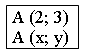 A (2; 3)
A (x; y)